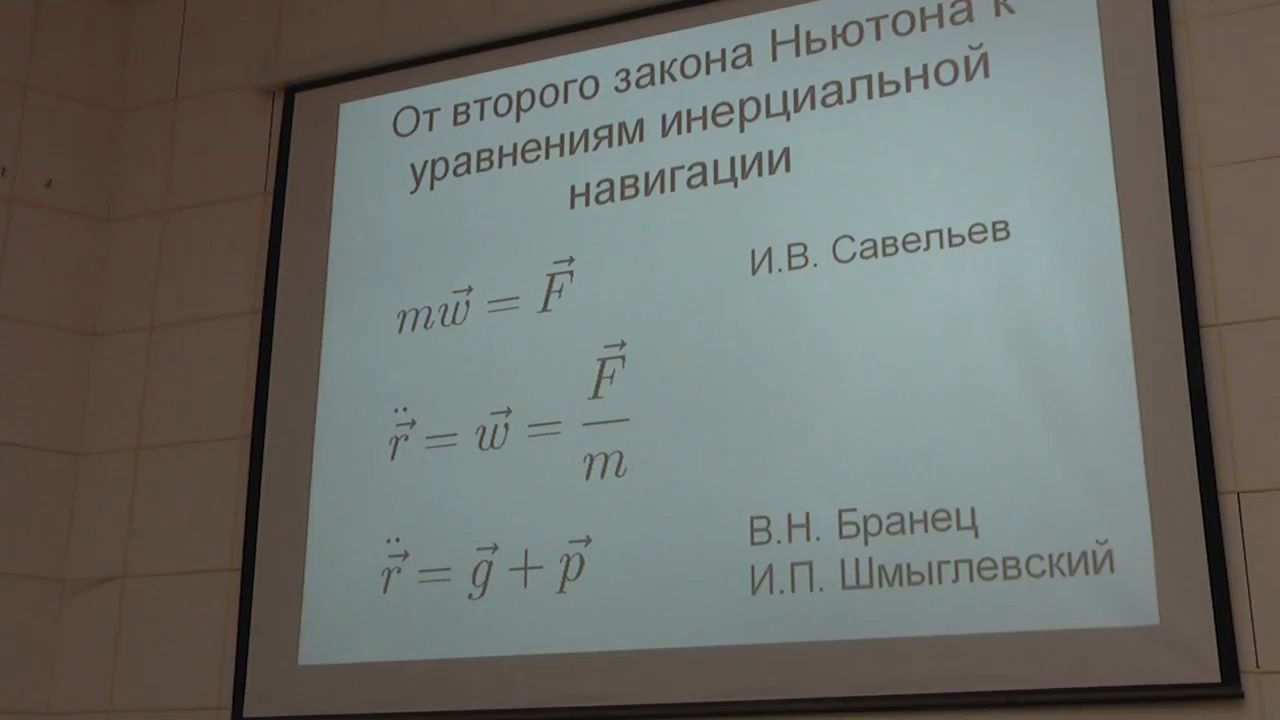 От второго закона Ньютона к
уравнениям инерциальной
навигации
И.В. Савельев
$m\vec{w} = \vec{F}$
$\ddot{\vec{r}} = \vec{w} = \frac{\vec{F}}{m}$
$\ddot{\vec{r}} = \vec{g} + \vec{p}$
В.Н. Бранец
И.П. Шмыглевский